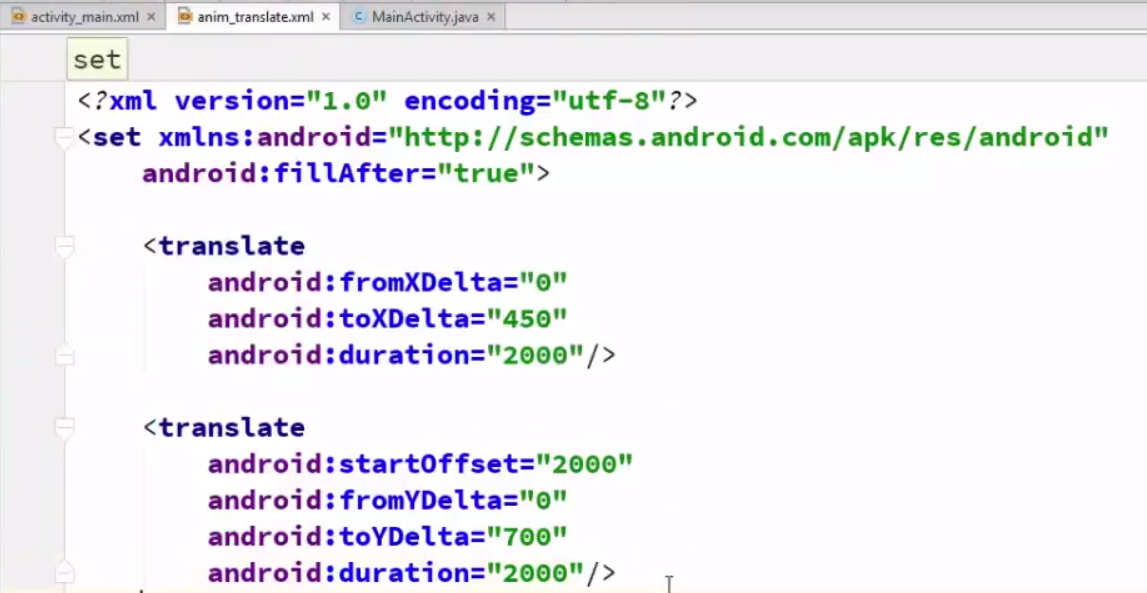 activity_main.xml × anim_translate.xml × MainActivity.java ×
set
<?xml version="1.0" encoding="utf-8"?>
<set xmlns:android="http://schemas.android.com/apk/res/android"
    android:fillAfter="true">
    <translate
        android:fromXDelta="0"
        android:toXDelta="450"
        android:duration="2000"/>
    <translate
        android:startOffset="2000"
        android:fromYDelta="0"
        android:toYDelta="700"
        android:duration="2000"/>